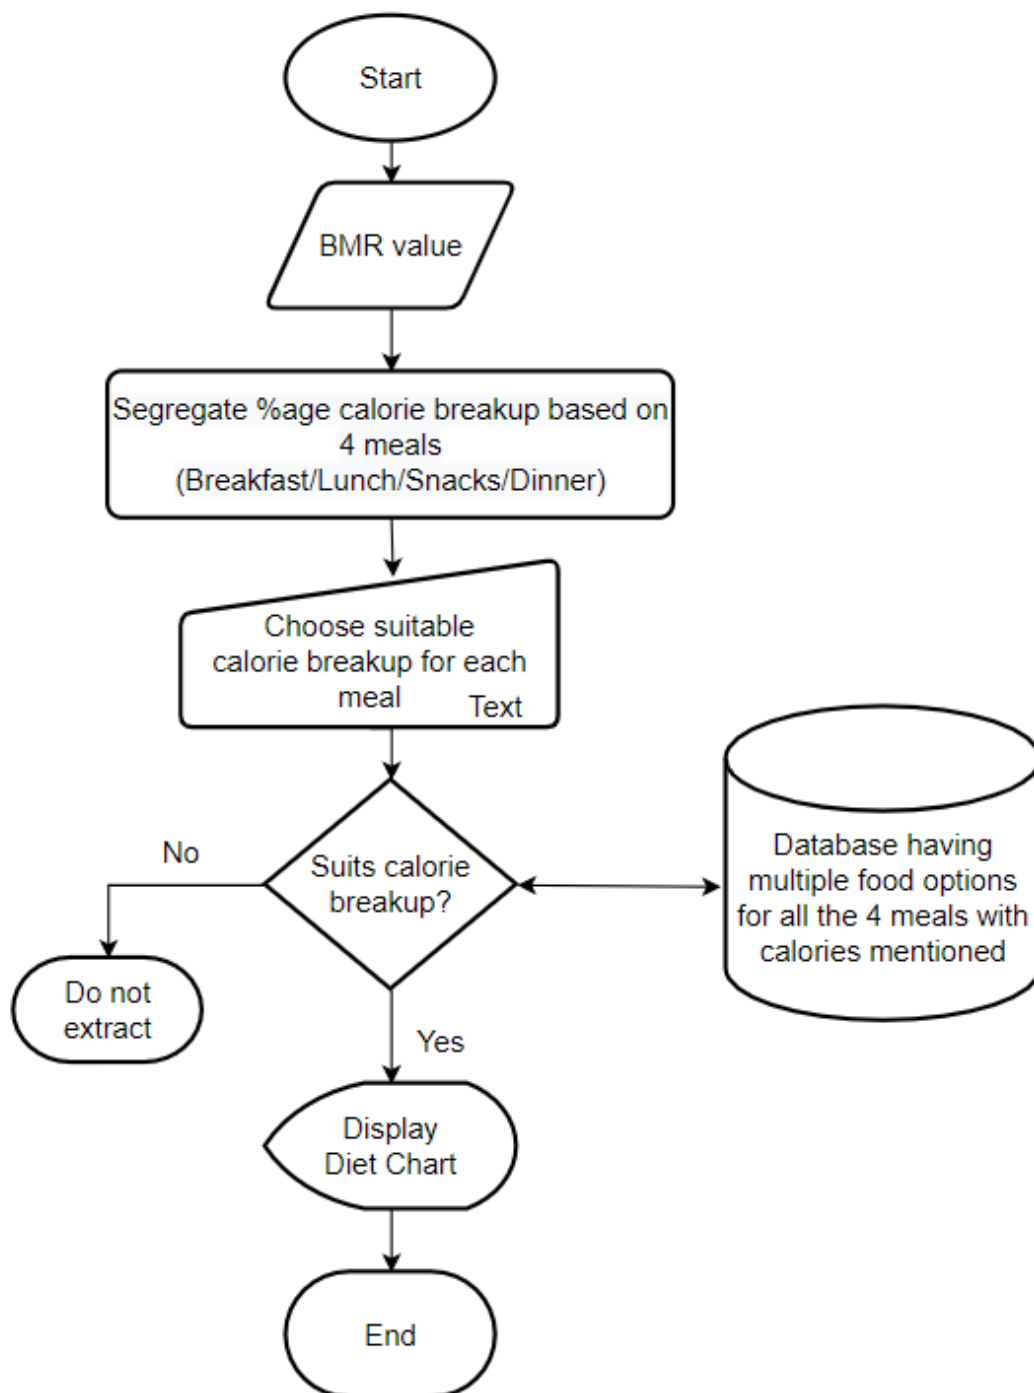 Start
BMR value
Segregate %age calorie breakup based on
4 meals
(Breakfast/Lunch/Snacks/Dinner)
Choose suitable
calorie breakup for each
meal
Text
No
Suits calorie
breakup?
Database having
multiple food options
for all the 4 meals with
calories mentioned
Do not
extract
Yes
Display
Diet Chart
End